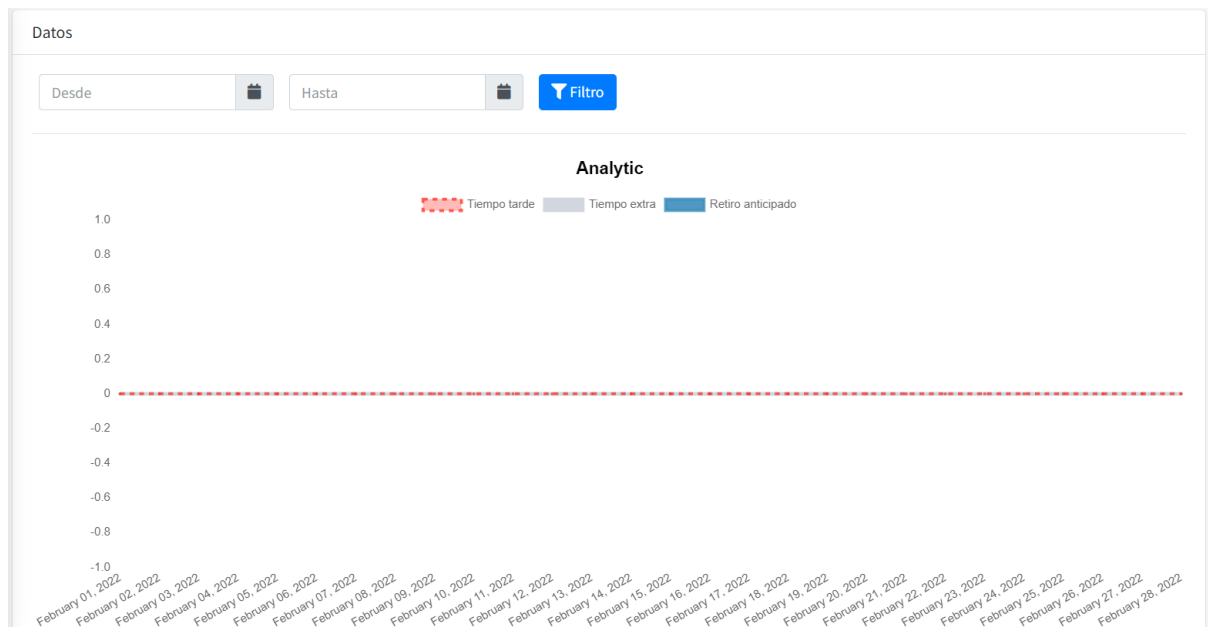 Datos
Desde
Hasta
Filtro
Analytic
Tiempo tarde
Tiempo extra
Retiro anticipado
1.0
0.8
0.6
0.4
0.2
0
-0.2
-0.4
-0.6
-0.8
-1.0
February 01, 2022
February 02, 2022
February 03, 2022
February 04, 2022
February 05, 2022
February 06, 2022
February 07, 2022
February 08, 2022
February 09, 2022
February 10, 2022
February 11, 2022
February 12, 2022
February 13, 2022
February 14, 2022
February 15, 2022
February 16, 2022
February 17, 2022
February 18, 2022
February 19, 2022
February 20, 2022
February 21, 2022
February 22, 2022
February 23, 2022
February 24, 2022
February 25, 2022
February 26, 2022
February 27, 2022
February 28, 2022